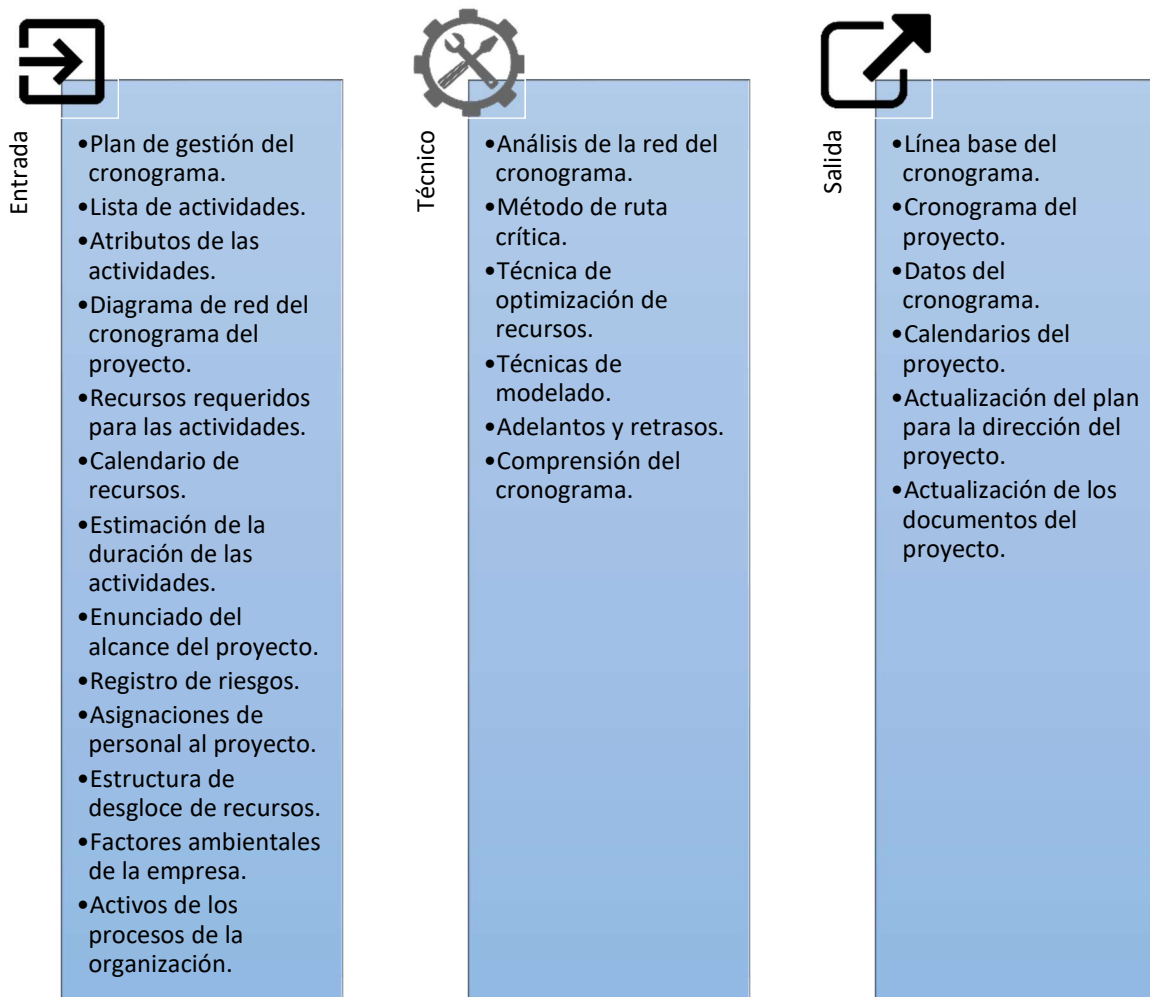 Entrada
•Plan de gestión del
cronograma.
•Lista de actividades.
•Atributos de las
actividades.
•Diagrama de red del
cronograma del
proyecto.
•Recursos requeridos
para las actividades.
•Calendario de
recursos.
•Estimación de la
duración de las
actividades.
•Enunciado del
alcance del proyecto.
•Registro de riesgos.
•Asignaciones de
personal al proyecto.
•Estructura de
desgloce de recursos.
•Factores ambientales
de la empresa.
•Activos de los
procesos de la
organización.
Técnico
•Análisis de la red del
cronograma.
•Método de ruta
crítica.
•Técnica de
optimización de
recursos.
•Técnicas de
modelado.
•Adelantos y retrasos.
•Comprensión del
cronograma.
Salida
•Línea base del
cronograma.
•Cronograma del
proyecto.
•Datos del
cronograma.
•Calendarios del
proyecto.
•Actualización del plan
para la dirección del
proyecto.
•Actualización de los
documentos del
proyecto.